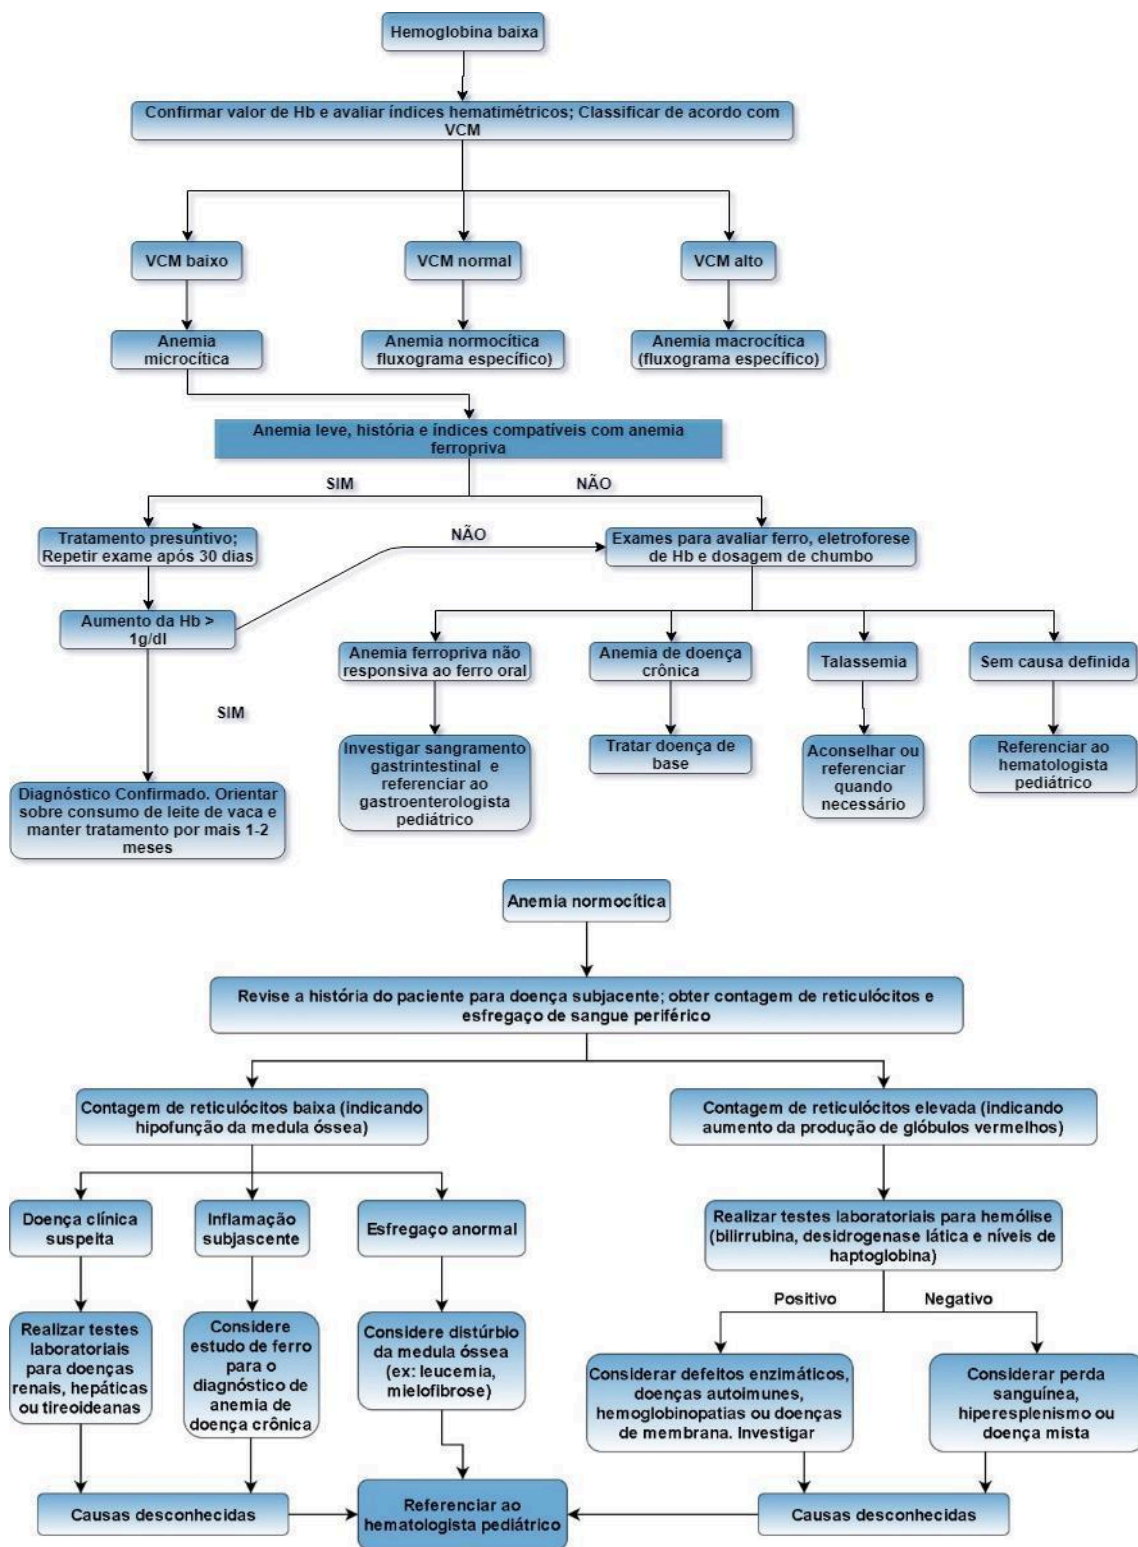 Hemoglobina baixa
Confirmar valor de Hb e avaliar índices hematimétricos; Classificar de acordo com
VCM
VCM baixo
VCM normal
VCM alto
Anemia
microcítica
Anemia normocítica
fluxograma específico)
Anemia macrocítica
(fluxograma específico)
Anemia leve, história e índices compatíveis com anemia
ferropriva
SIM
NÃO
Tratamento presuntivo;
Repetir exame após 30 dias
NÃO
Exames para avaliar ferro, eletroforese
de Hb e dosagem de chumbo
Aumento da Hb >
1g/dl
Anemia ferropriva não
responsiva ao ferro oral
Anemia de doença
crônica
Talassemia
Sem causa definida
SIM
Investigar sangramento
gastrintestinal e
referenciar ao
gastroenterologista
pediátrico
Tratar doença de
base
Aconselhar ou
referenciar quando
necessário
Referenciar ao
hematologista
pediátrico
Diagnóstico Confirmado. Orientar
sobre consumo de leite de vaca e
manter tratamento por mais 1-2
meses
Anemia normocítica
Revise a história do paciente para doença subjacente; obter contagem de reticulócitos e
esfregaço de sangue periférico
Contagem de reticulócitos baixa (indicando
hipofunção da medula óssea)
Contagem de reticulócitos elevada (indicando
aumento da produção de glóbulos vermelhos)
Doença clínica
suspeita
Inflamação
subjascente
Esfregaço anormal
Realizar testes laboratoriais para hemólise
(bilirrubina, desidrogenase lática e níveis de
haptoglobina)
Positivo
Negativo
Realizar testes
laboratoriais
para doenças
renais, hepáticas
ou tireoideanas
Considere
estudo de ferro
para o
diagnóstico de
anemia de
doença crônica
Considere distúrbio
da medula óssea
(ex: leucemia,
mielofibrose)
Considerar defeitos enzimáticos,
doenças autoimunes,
hemoglobinopatias ou doenças
de membrana. Investigar
Considerar perda
sanguínea,
hiperesplenismo ou
doença mista
Causas desconhecidas
Referenciar ao
hematologista pediátrico
Causas desconhecidas